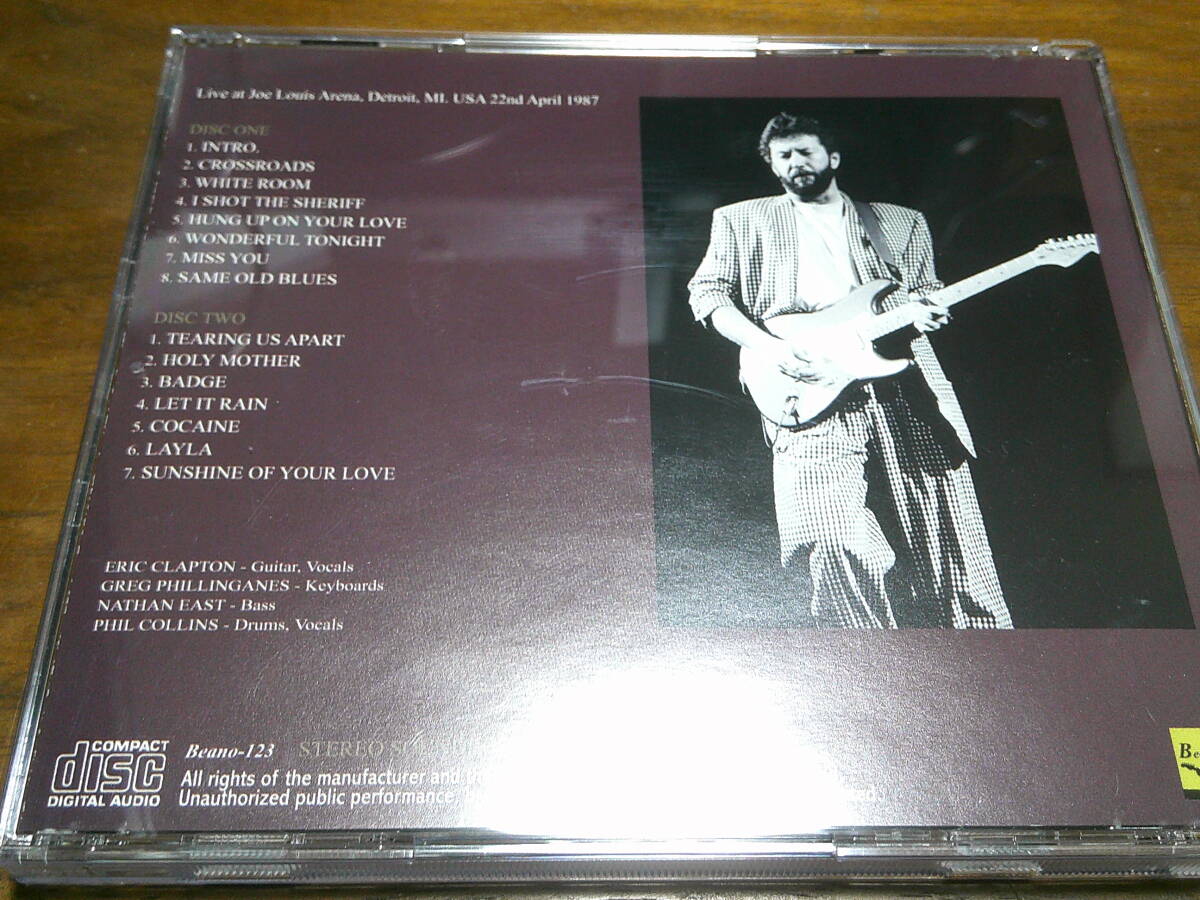 Live at Joe Louis Arena, Detroit, MI. USA 22nd April 1987
DISC ONE
1. INTRO.
2. CROSSROADS
3. WHITE ROOM
4. I SHOT THE SHERIFF
5. HUNG UP ON YOUR LOVE
6. WONDERFUL TONIGHT
7. MISS YOU
8. SAME OLD BLUES
DISC TWO
1. TEARING US APART
2. HOLY MOTHER
3. BADGE
4. LET IT RAIN
5. COCAINE
6. LAYLA
7. SUNSHINE OF YOUR LOVE
ERIC CLAPTON - Guitar, Vocals
GREG PHILLINGANES - Keyboards
NATHAN EAST - Bass
PHIL COLLINS - Drums, Vocals
COMPACT
disc
DIGITAL AUDIO
Beano-123 STEREO
All rights of the manufacturer and
Unauthorized public performance